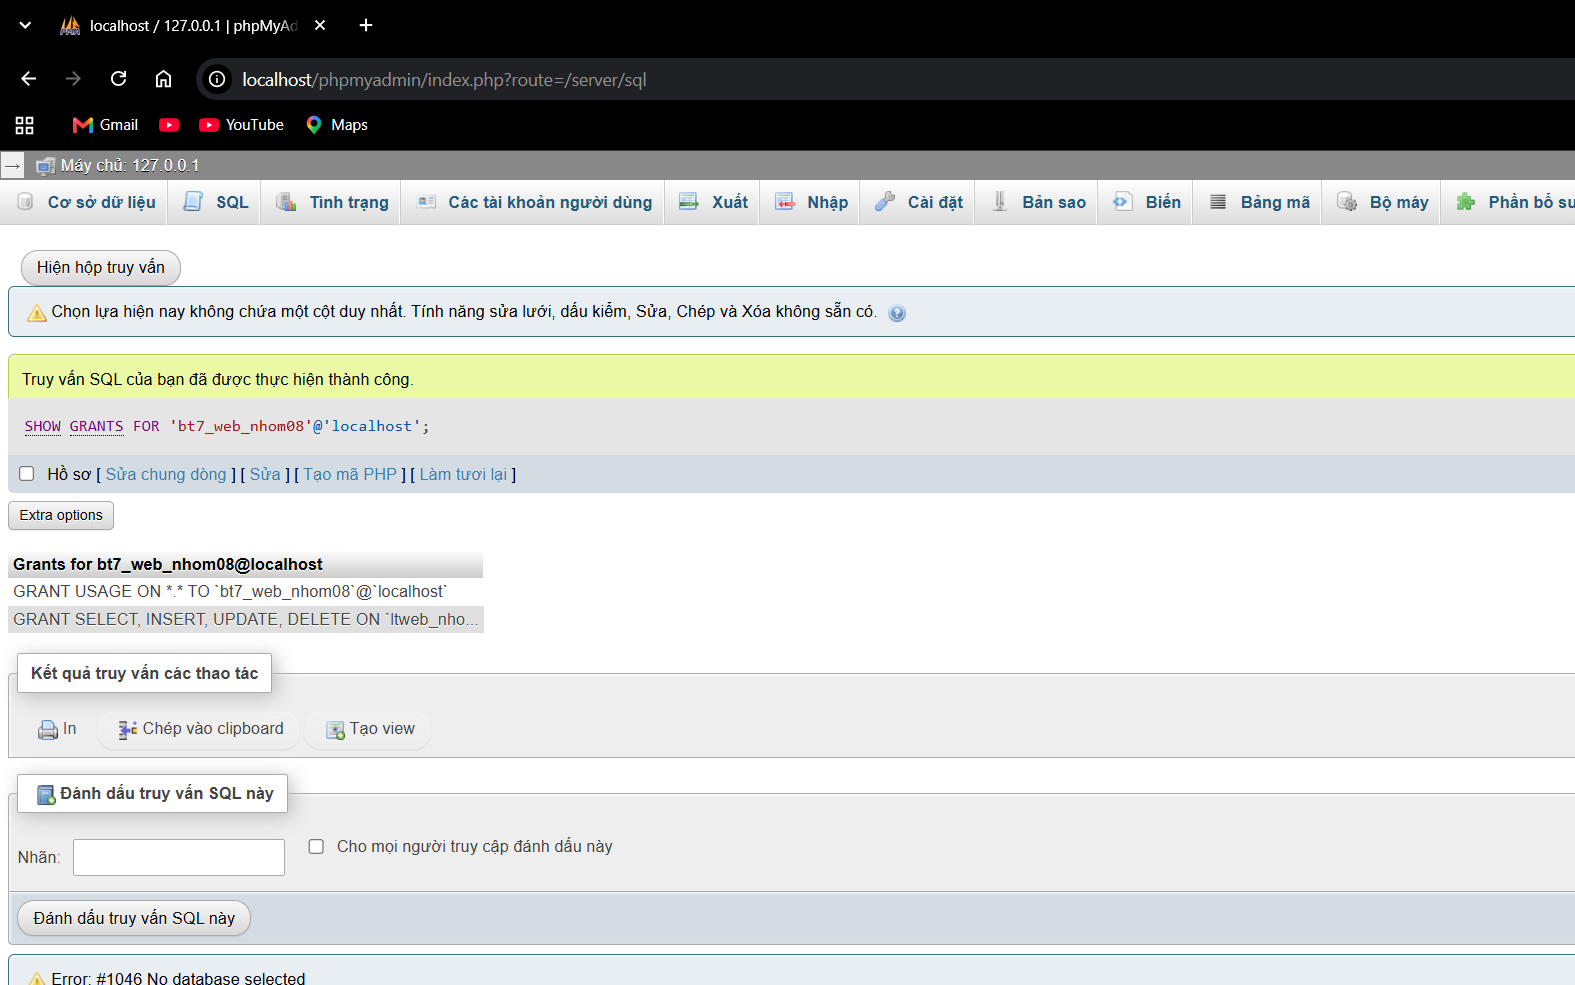 localhost / 127.0.0.1 | phpMyAd
localhost/phpmyadmin/index.php?route=/server/sql
Gmail YouTube Maps
Máy chủ: 127.0.0.1
Cơ sở dữ liệu SQL Tình trạng Các tài khoản người dùng Xuất Nhập Cài đặt Bản sao Biến Bảng mã Bộ máy Phần bổ su
Hiện hộp truy vấn
Chọn lựa hiện nay không chứa một cột duy nhất. Tính năng sửa lưới, dấu kiểm, Sửa, Chép và Xóa không sẵn có.
Truy vấn SQL của bạn đã được thực hiện thành công.
SHOW GRANTS FOR 'bt7_web_nhom08'@'localhost';
Hồ sơ [ Sửa chung dòng ] [ Sửa ] [ Tạo mã PHP ] [ Làm tươi lại ]
Extra options
Grants for bt7_web_nhom08@localhost
GRANT USAGE ON *.* TO `bt7_web_nhom08`@`localhost`
GRANT SELECT, INSERT, UPDATE, DELETE ON `ltweb_nho...
Kết quả truy vấn các thao tác
In Chép vào clipboard Tạo view
Đánh dấu truy vấn SQL này
Nhãn: Cho mọi người truy cập đánh dấu này
Đánh dấu truy vấn SQL này
Error: #1046 No database selected